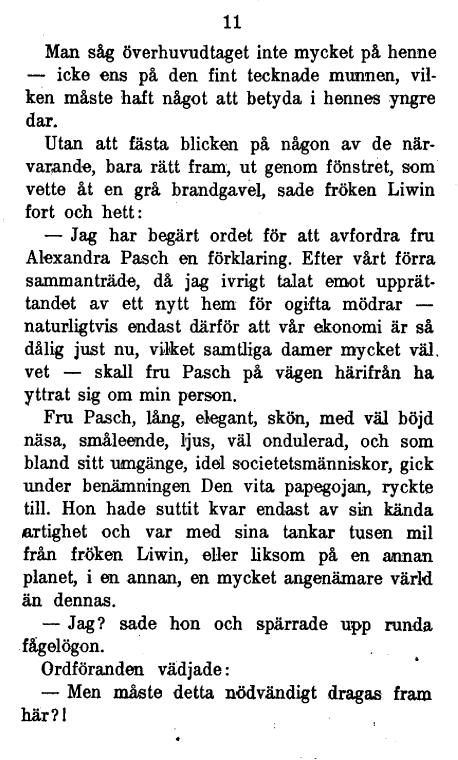 11
Man såg överhuvudtaget inte mycket på henne
— icke ens på den fint tecknade munnen, vil-
ken måste haft något att betyda i hennes yngre
dar.
Utan att fästa blicken på någon av de när-
varande, bara rätt fram, ut genom fönstret, som
vette åt en grå brandgavel, sade fröken Liwin
fort och hett:
— Jag har begärt ordet för att avfordra fru
Alexandra Pasch en förklaring. Efter vårt förra
sammanträde, då jag ivrigt talat emot upprät-
tandet av ett nytt hem för ogifta mödrar —
naturligtvis endast därför att vår ekonomi är så
dålig just nu, vilket samtliga damer mycket väl
vet — skall fru Pasch på vägen härifrån ha
yttrat sig om min person.
Fru Pasch, lång, elegant, skön, med väl böjd
näsa, småleende, ljus, väl ondulerad, och som
bland sitt umgänge, idel societetsmänniskor, gick
under benämningen Den vita papegojan, ryckte
till. Hon hade suttit kvar endast av sin kända
artighet och var med sina tankar tusen mil
från fröken Liwin, eller liksom på en annan
planet, i en annan, en mycket angenämare värld
än dennas.
— Jag? sade hon och spärrade upp runda
fågelögon.
Ordföranden vädjade:
— Men måste detta nödvändigt dragas fram
här?!